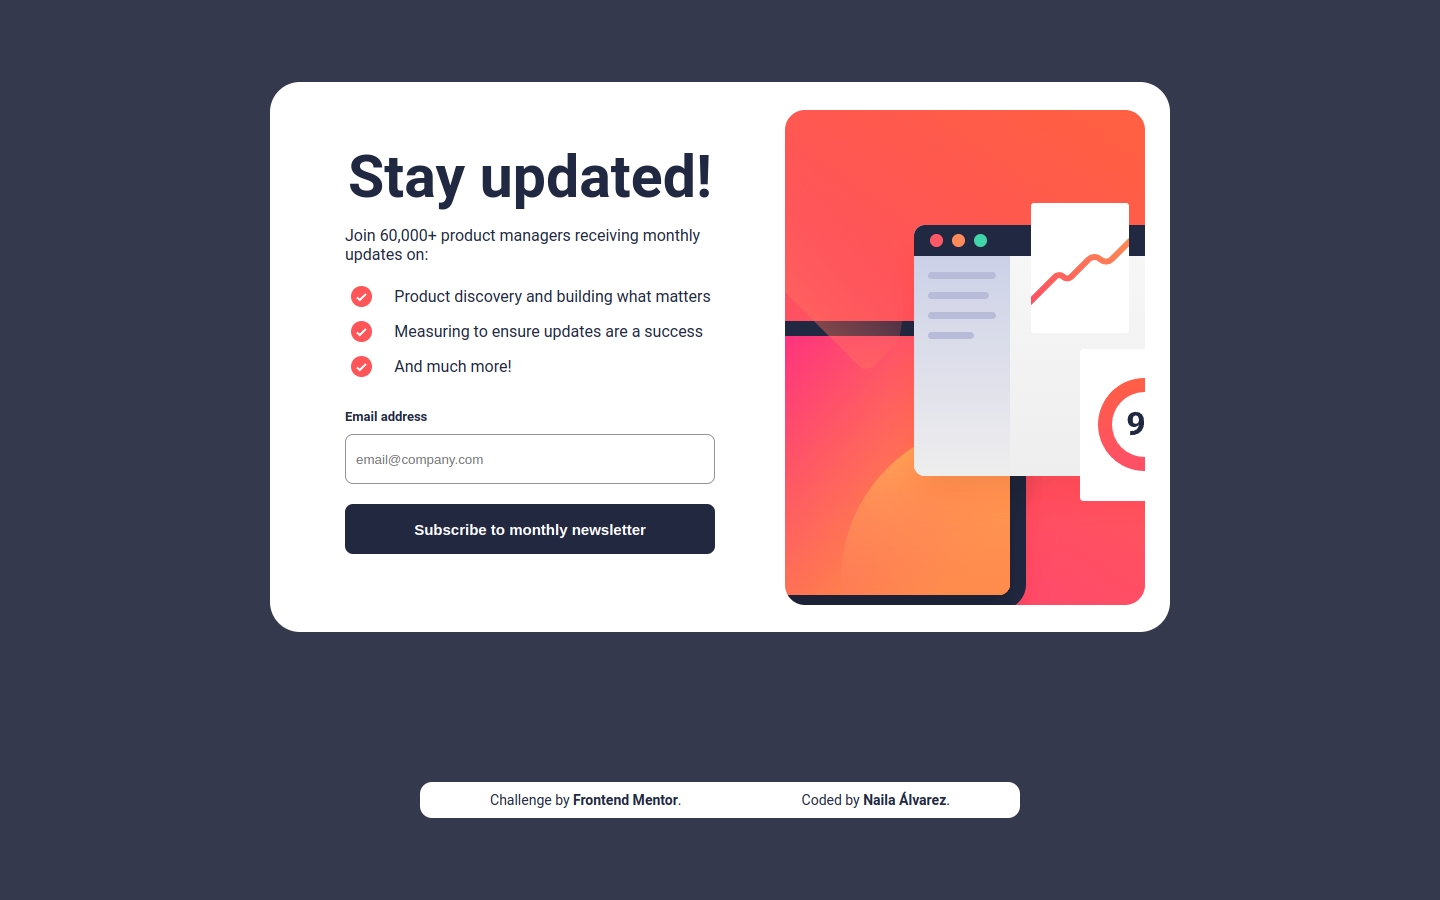 Stay updated!
Join 60,000+ product managers receiving monthly
updates on:
Product discovery and building what matters
Measuring to ensure updates are a success
And much more!
Email address
email@company.com
Subscribe to monthly newsletter
9
Challenge by Frontend Mentor.
Coded by Naila Álvarez.